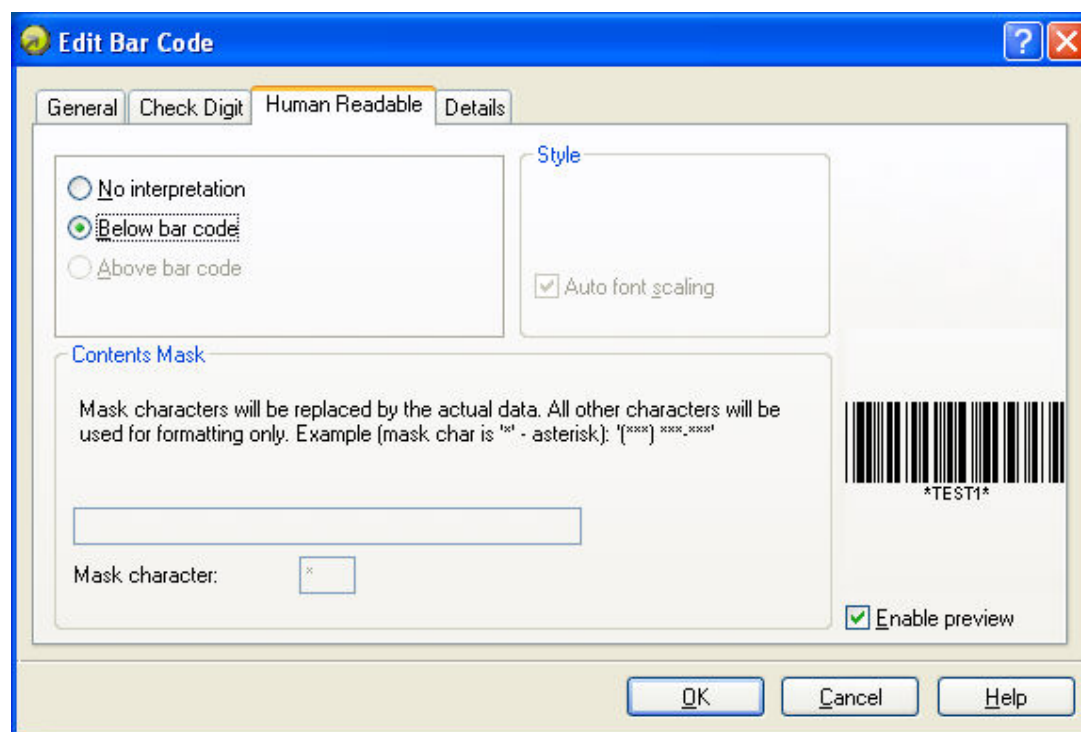 Edit Bar Code
General
Check Digit
Human Readable
Details
No interpretation
Below bar code
Above bar code
Style
Auto font scaling
Contents Mask
Mask characters will be replaced by the actual data. All other characters will be
used for formatting only. Example (mask char is '*' - asterisk): '(***) ***-***'
Mask character:
*
*TEST1*
Enable preview
OK
Cancel
Help